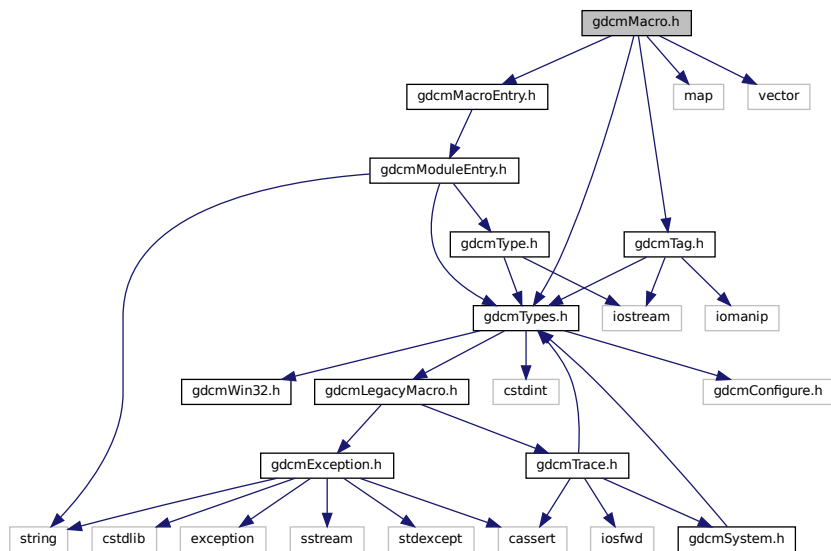 gdcmMacro.h
gdcmMacroEntry.h
map
vector
gdcmModuleEntry.h
gdcmType.h
gdcmTag.h
gdcmTypes.h
iostream
iomanip
gdcmWin32.h
gdcmLegacyMacro.h
cstdint
gdcmConfigure.h
gdcmException.h
gdcmTrace.h
string
cstdlib
exception
sstream
stdexcept
cassert
iosfwd
gdcmSystem.h